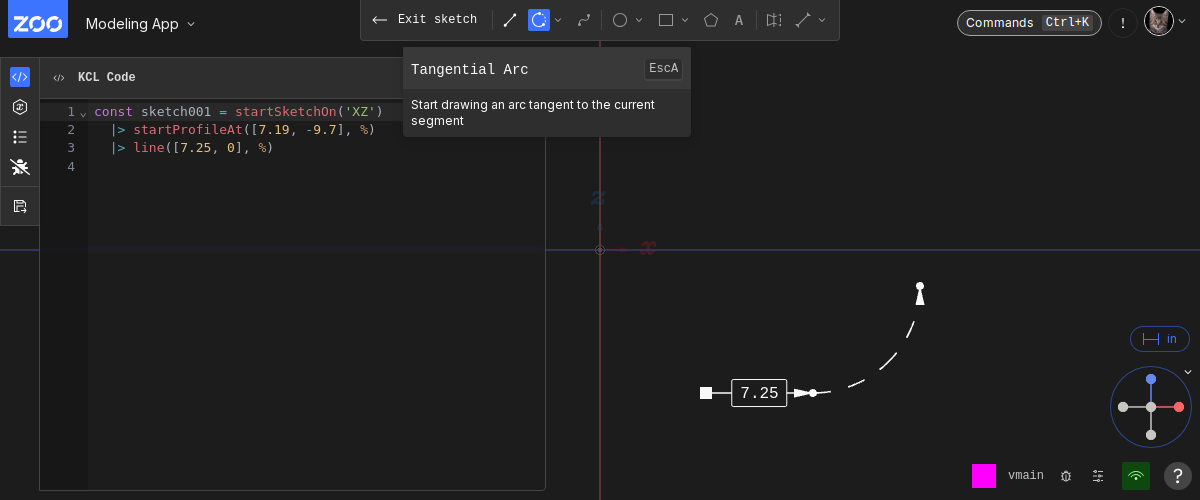 ZOO Modeling App
Exit sketch
A
Commands Ctrl+K
!
Tangential Arc EscA
Start drawing an arc tangent to the current
segment
KCL Code
1 const sketch001 = startSketchOn('XZ')
2 |> startProfileAt([7.19, -9.7], %)
3 |> line([7.25, 0], %)
4
z
x
7.25
in
vmain
?